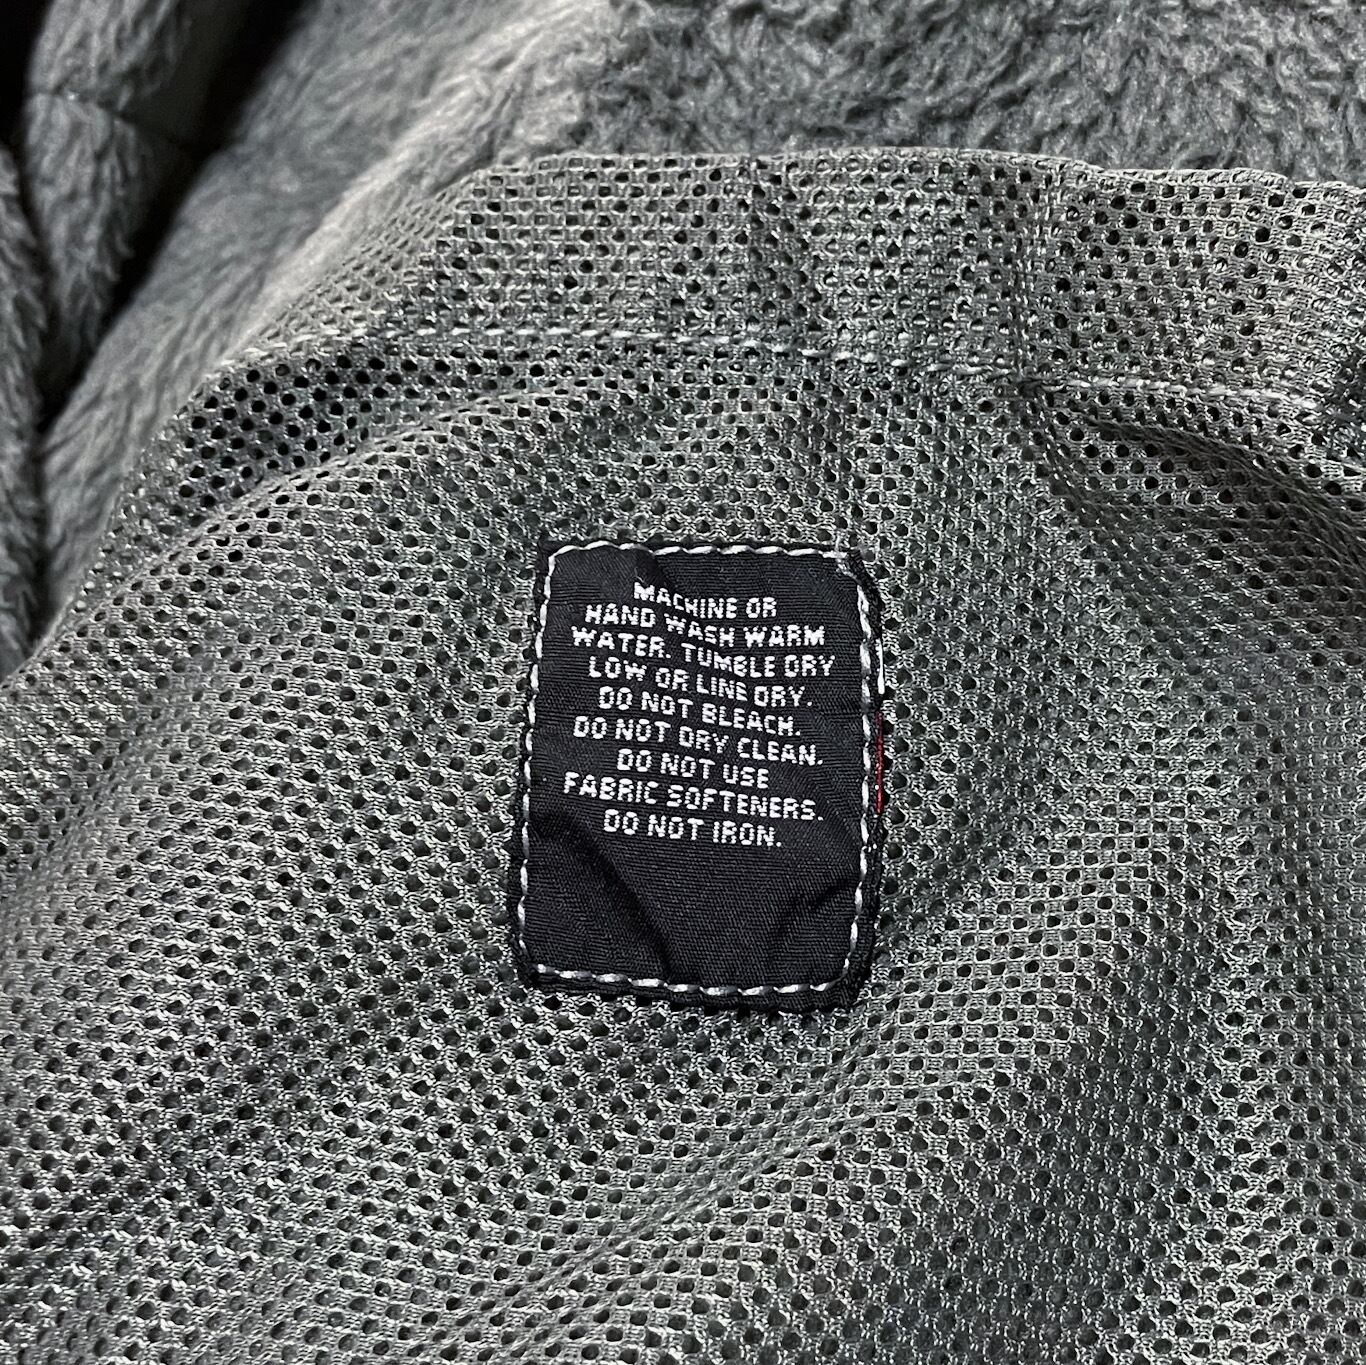 MACHINE OR
HAND WASH WARM
WATER. TUMBLE DRY
LOW OR LINE DRY.
DO NOT BLEACH.
DO NOT DRY CLEAN.
DO NOT USE
FABRIC SOFTENERS.
DO NOT IRON.